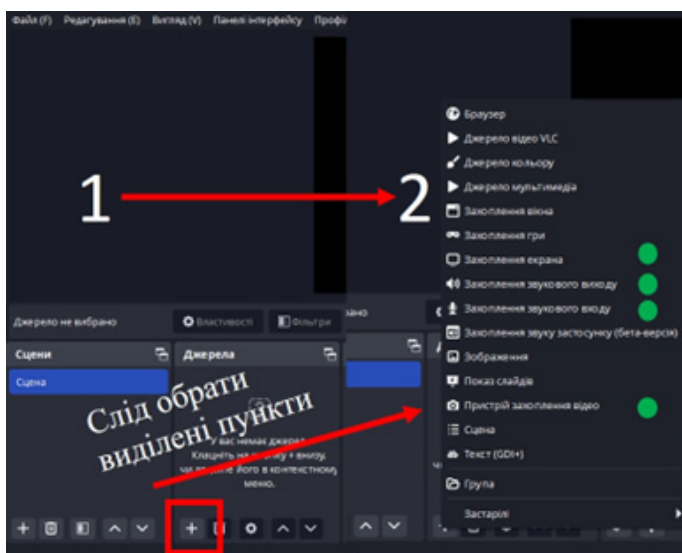 Файл (F) Редагування (E) Вигляд (V) Панелі інтерфейсу Профі
1
2
Джерело не вибрано
Властивості
Фільтри
Сцени
Сцена
Джерела
У вас немає джерел.
Клацніть на кнопку + внизу,
його в контекстному
меню.
Слід обрати
виділені пункти
Браузер
Джерело відео VLC
Джерело кольору
Джерело мультимедіа
Захоплення вікна
Захоплення гри
Захоплення екрана
Захоплення звукового виходу
Захоплення звукового входу
Захоплення звуку застосунку (бета-версія)
Зображення
Показ слайдів
Пристрій захоплення відео
Сцена
Текст (GDI+)
Група
Застарілі